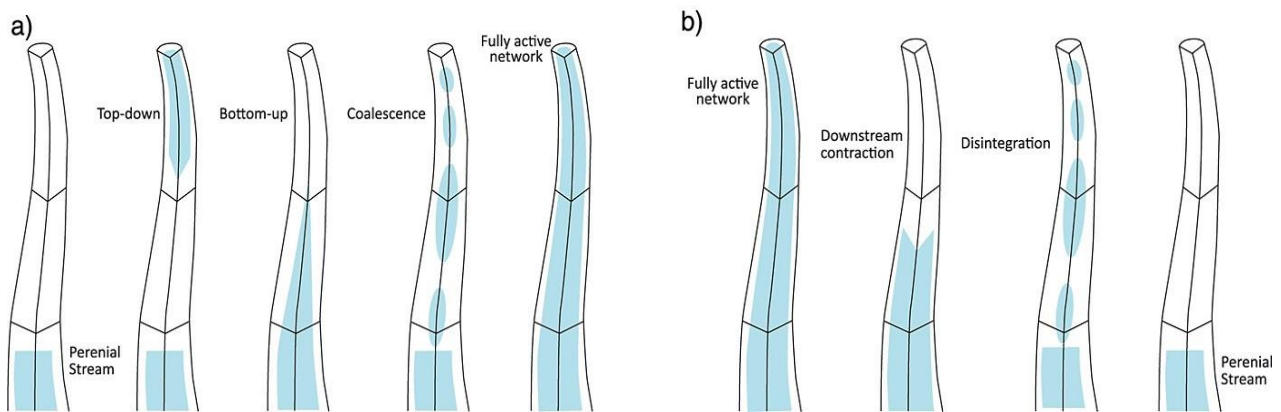 a)
Top-down
Bottom-up
Coalescence
Fully active
network
Perenial
Stream
b)
Fully active
network
Downstream
contraction
Disintegration
Perenial
Stream